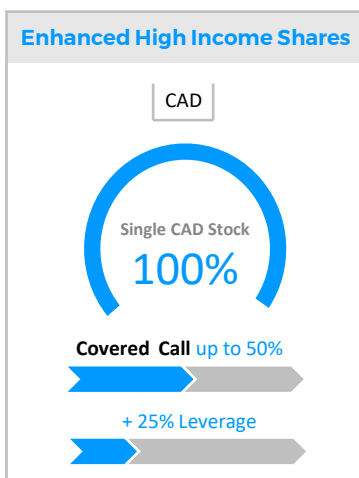 Enhanced High Income Shares
CAD
Single CAD Stock
100%
Covered Call up to 50%
+ 25% Leverage